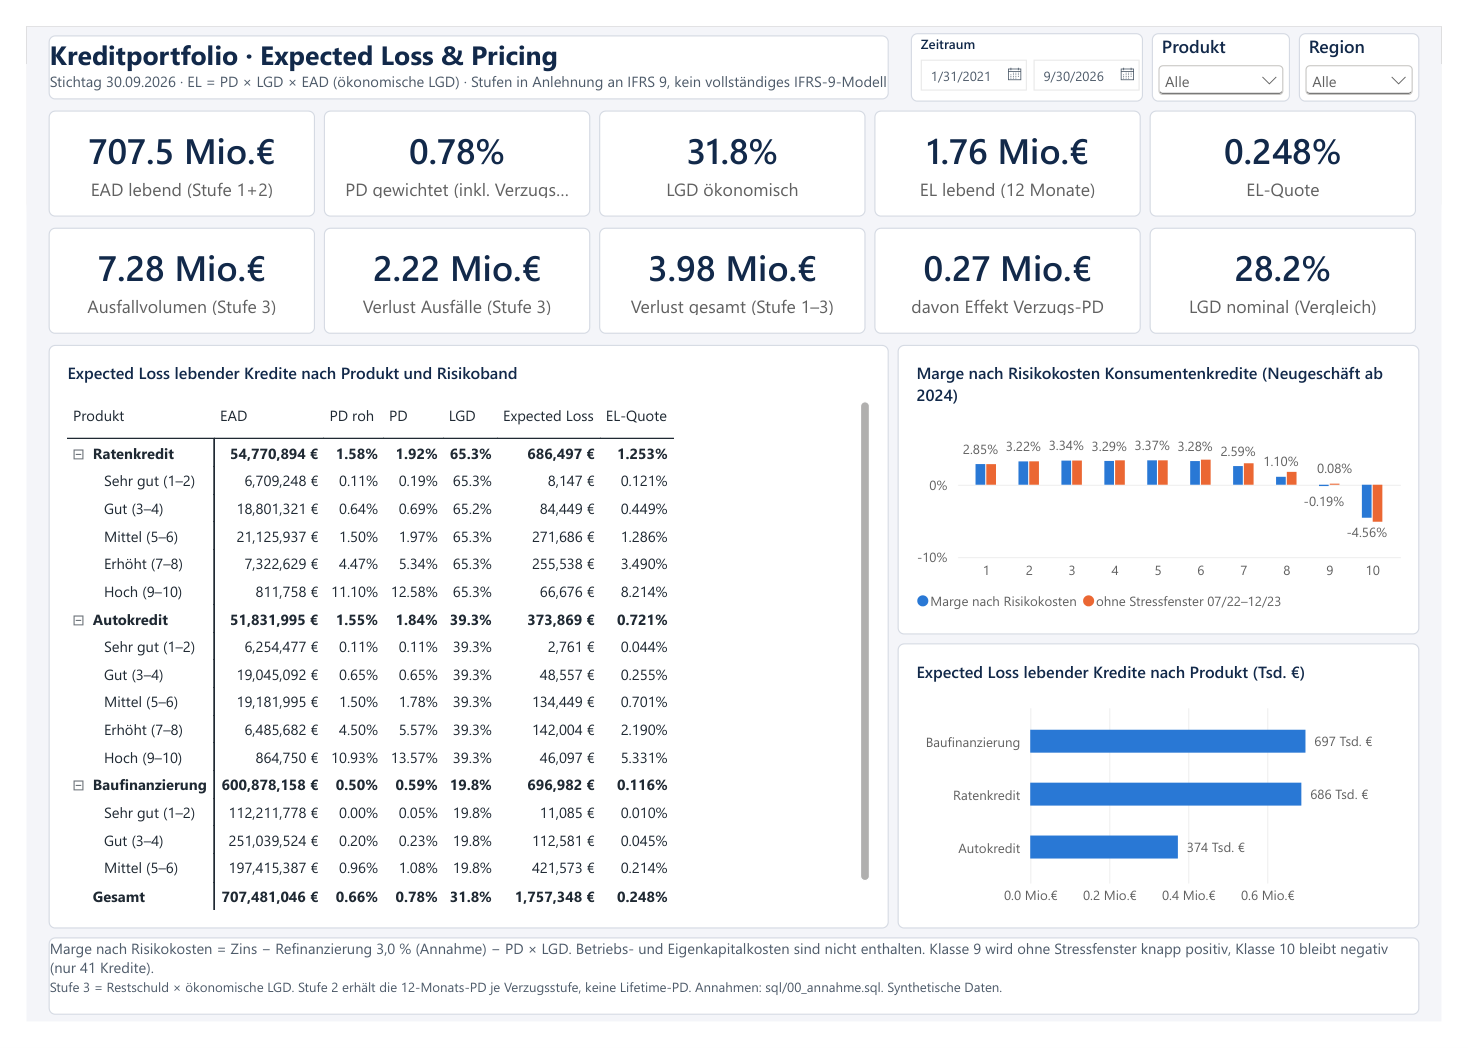 Kreditportfolio · Expected Loss & Pricing
Stichtag 30.09.2026 · EL = PD × LGD × EAD (ökonomische LGD) · Stufen in Anlehnung an IFRS 9, kein vollständiges IFRS-9-Modell
Zeitraum
1/31/2021 9/30/2026
Produkt
Alle
Region
Alle
707.5 Mio.€
EAD lebend (Stufe 1+2)
0.78%
PD gewichtet (inkl. Verzugs...
31.8%
LGD ökonomisch
1.76 Mio.€
EL lebend (12 Monate)
0.248%
EL-Quote
7.28 Mio.€
Ausfallvolumen (Stufe 3)
2.22 Mio.€
Verlust Ausfälle (Stufe 3)
3.98 Mio.€
Verlust gesamt (Stufe 1–3)
0.27 Mio.€
davon Effekt Verzugs-PD
28.2%
LGD nominal (Vergleich)
Expected Loss lebender Kredite nach Produkt und Risikoband
Produkt EAD PD roh PD LGD Expected Loss EL-Quote
Ratenkredit 54,770,894 € 1.58% 1.92% 65.3% 686,497 € 1.253%
Sehr gut (1–2) 6,709,248 € 0.11% 0.19% 65.3% 8,147 € 0.121%
Gut (3–4) 18,801,321 € 0.64% 0.69% 65.2% 84,449 € 0.449%
Mittel (5–6) 21,125,937 € 1.50% 1.97% 65.3% 271,686 € 1.286%
Erhöht (7–8) 7,322,629 € 4.47% 5.34% 65.3% 255,538 € 3.490%
Hoch (9–10) 811,758 € 11.10% 12.58% 65.3% 66,676 € 8.214%
Autokredit 51,831,995 € 1.55% 1.84% 39.3% 373,869 € 0.721%
Sehr gut (1–2) 6,254,477 € 0.11% 0.11% 39.3% 2,761 € 0.044%
Gut (3–4) 19,045,092 € 0.65% 0.65% 39.3% 48,557 € 0.255%
Mittel (5–6) 19,181,995 € 1.50% 1.78% 39.3% 134,449 € 0.701%
Erhöht (7–8) 6,485,682 € 4.50% 5.57% 39.3% 142,004 € 2.190%
Hoch (9–10) 864,750 € 10.93% 13.57% 39.3% 46,097 € 5.331%
Baufinanzierung 600,878,158 € 0.50% 0.59% 19.8% 696,982 € 0.116%
Sehr gut (1–2) 112,211,778 € 0.00% 0.05% 19.8% 11,085 € 0.010%
Gut (3–4) 251,039,524 € 0.20% 0.23% 19.8% 112,581 € 0.045%
Mittel (5–6) 197,415,387 € 0.96% 1.08% 19.8% 421,573 € 0.214%
Gesamt 707,481,046 € 0.66% 0.78% 31.8% 1,757,348 € 0.248%
Marge nach Risikokosten Konsumentenkredite (Neugeschäft ab
2024)
2.85% 3.22% 3.34% 3.29% 3.37% 3.28% 2.59% 1.10% 0.08%
0%
-0.19%
-4.56%
-10%
1 2 3 4 5 6 7 8 9 10
Marge nach Risikokosten ohne Stressfenster 07/22–12/23
Expected Loss lebender Kredite nach Produkt (Tsd. €)
Baufinanzierung 697 Tsd. €
Ratenkredit 686 Tsd. €
Autokredit 374 Tsd. €
0.0 Mio.€ 0.2 Mio.€ 0.4 Mio.€ 0.6 Mio.€
Marge nach Risikokosten = Zins − Refinanzierung 3,0 % (Annahme) − PD × LGD. Betriebs- und Eigenkapitalkosten sind nicht enthalten. Klasse 9 wird ohne Stressfenster knapp positiv, Klasse 10 bleibt negativ
(nur 41 Kredite).
Stufe 3 = Restschuld × ökonomische LGD. Stufe 2 erhält die 12-Monats-PD je Verzugsstufe, keine Lifetime-PD. Annahmen: sql/00_annahme.sql. Synthetische Daten.